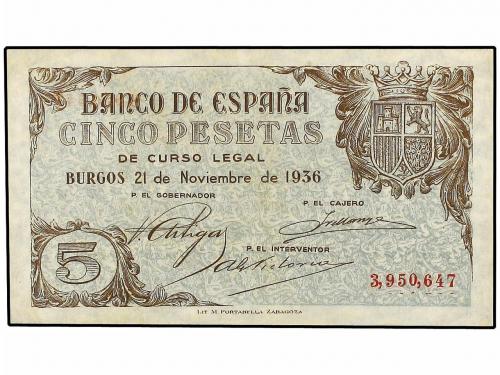 BANCO DE ESPAÑA
CINCO PESETAS
DE CURSO LEGAL
BURGOS 21 de Noviembre de 1936
P. EL GOBERNADOR
P. EL CAJERO
P. EL INTERVENTOR
5
3,950,647
LIT. M. PORTABELLA ZARAGOZA